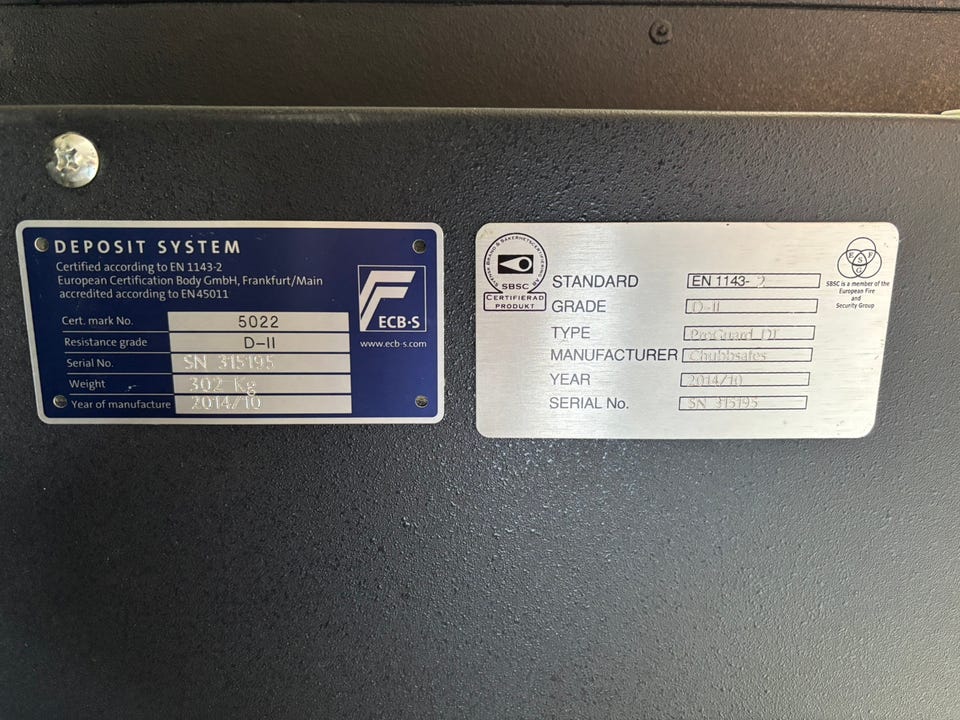 DEPOSIT SYSTEM
Certified according to EN 1143-2
European Certification Body GmbH, Frankfurt/Main
accredited according to EN 45011
Cert. mark No. 5022
Resistance grade D-II
Serial No. SN 315195
Weight 302 Kg
Year of manufacture 2014/10
ECB·S
www.ecb-s.com
SBSC
CERTIFIERAD
PRODUKT
STANDARD EN 1143-2
GRADE D-II
TYPE ProGuard DT
MANUFACTURER Chubbsafes
YEAR 2014/10
SERIAL No. SN 315195
E S F
G
SBSC is a member of the
European Fire
and
Security Group